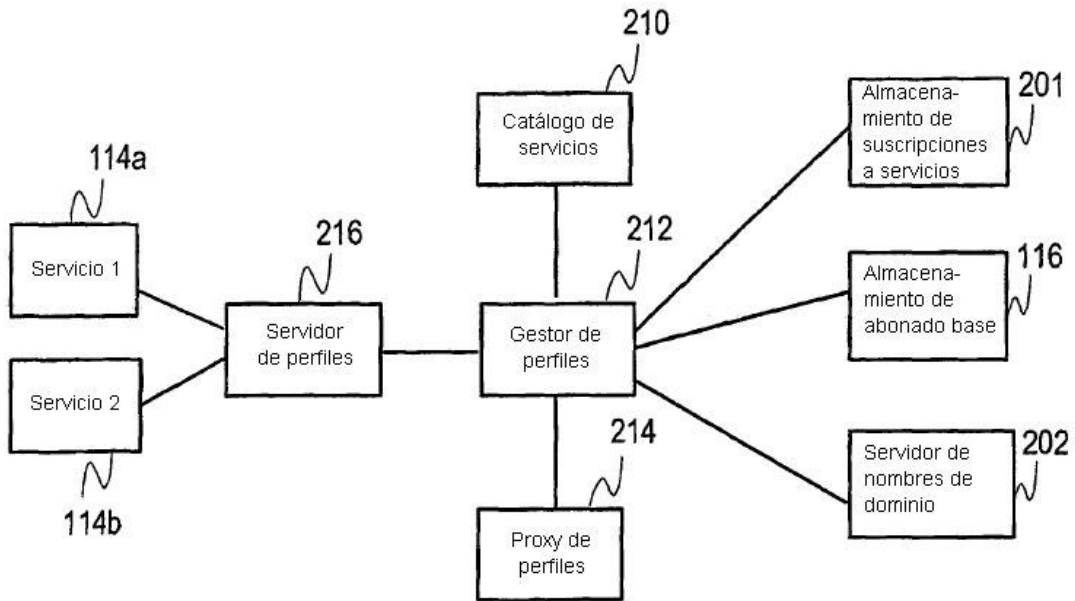 210
Catálogo de
servicios
201
Almacena-
miento de
suscripciones
a servicios
114a
Servicio 1
216
Servidor
de perfiles
212
Gestor de
perfiles
116
Almacena-
miento de
abonado base
Servicio 2
114b
214
Proxy de
perfiles
202
Servidor de
nombres de
dominio